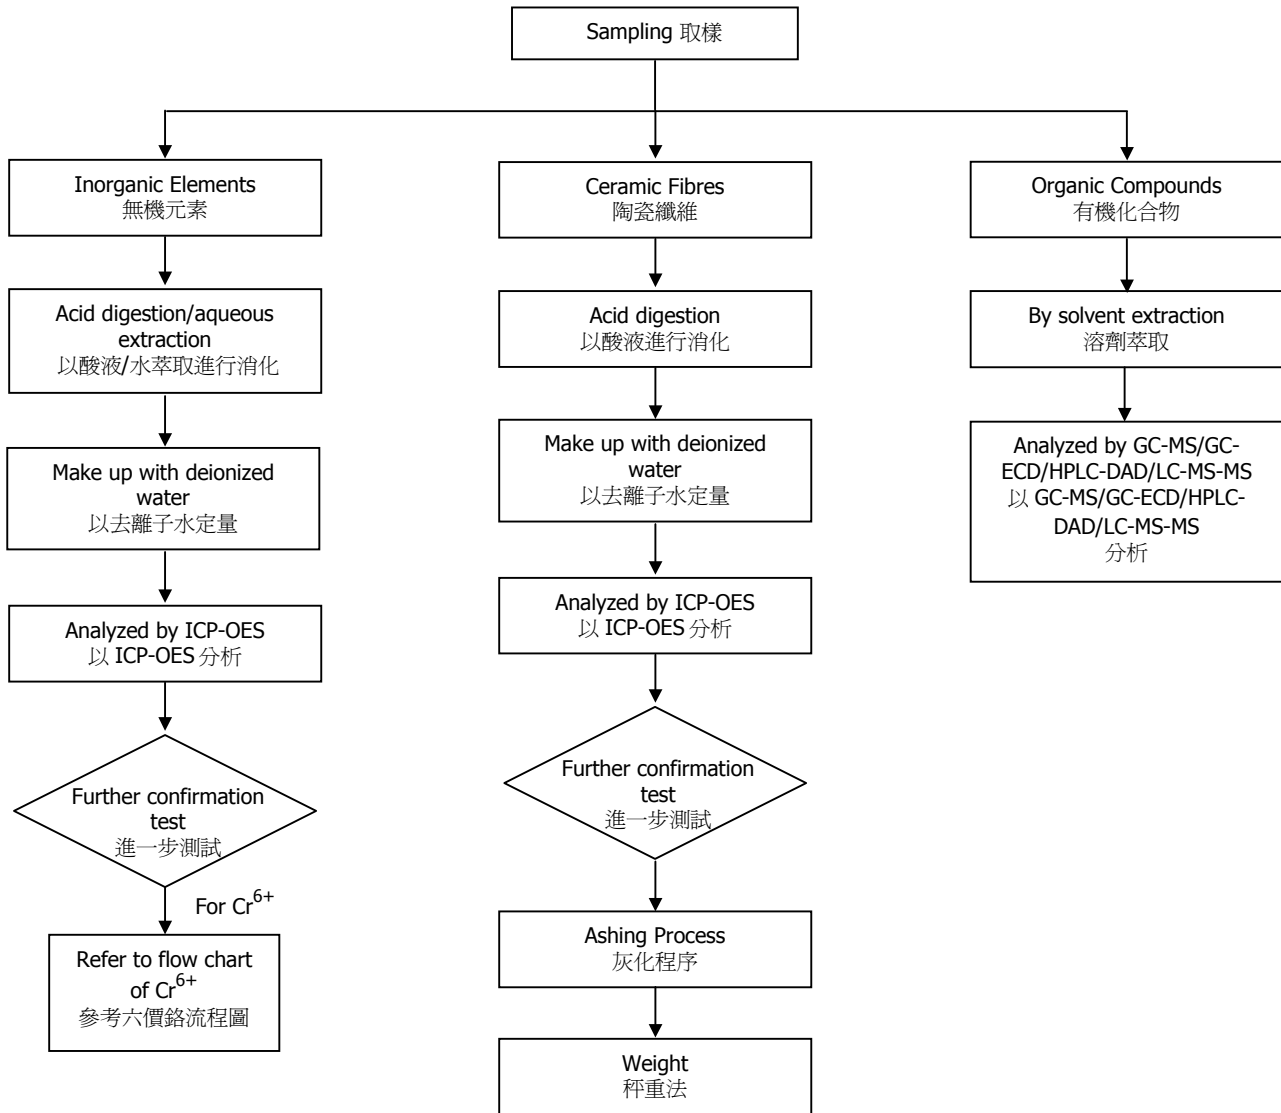 Sampling 取樣
Inorganic Elements
無機元素
Acid digestion/aqueous
extraction
以酸液/水萃取進行消化
Make up with deionized
water
以去離子水定量
Analyzed by ICP-OES
以 ICP-OES 分析
Further confirmation
test
進一步測試
For Cr6+
Refer to flow chart
of Cr6+
參考六價鉻流程圖
Ceramic Fibres
陶瓷纖維
Acid digestion
以酸液進行消化
Make up with deionized
water
以去離子水定量
Analyzed by ICP-OES
以 ICP-OES 分析
Further confirmation
test
進一步測試
Ashing Process
灰化程序
Weight
秤重法
Organic Compounds
有機化合物
By solvent extraction
溶劑萃取
Analyzed by GC-MS/GC-
ECD/HPLC-DAD/LC-MS-MS
以 GC-MS/GC-ECD/HPLC-
DAD/LC-MS-MS
分析